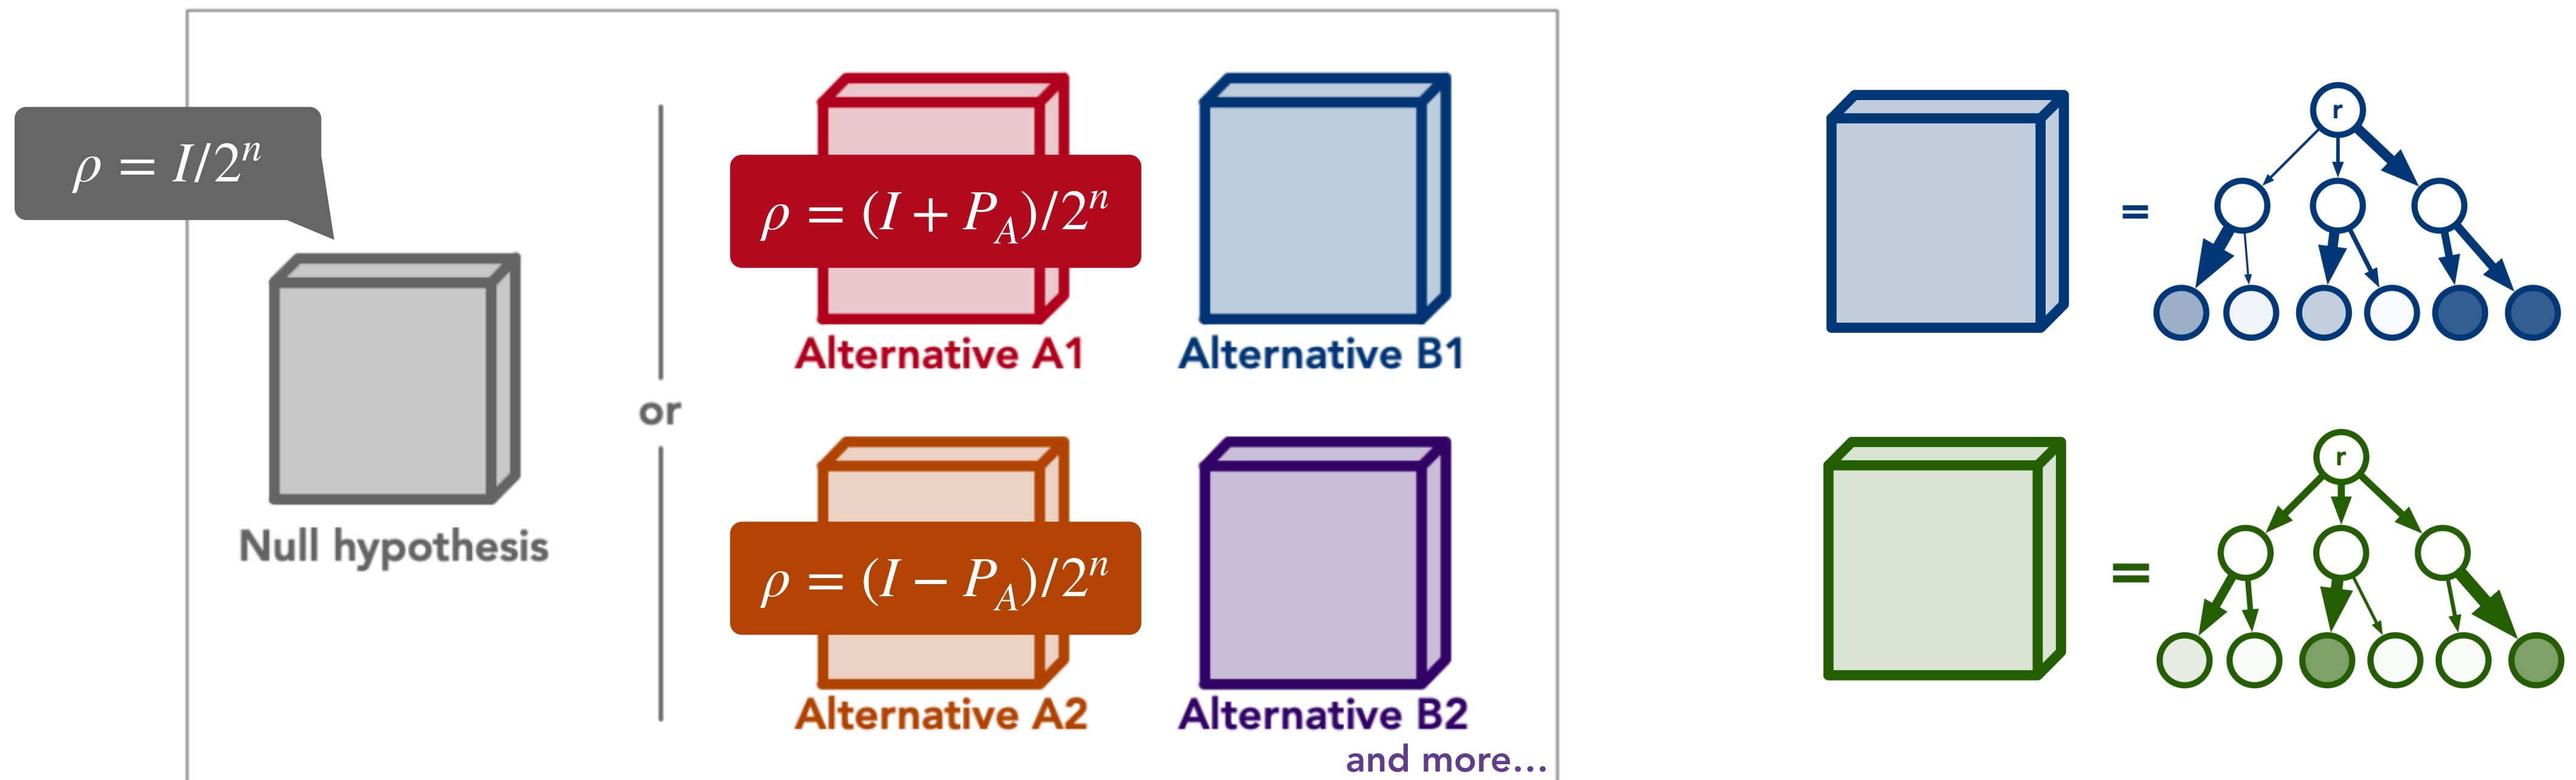 ρ = I/2ⁿ
Null hypothesis
or
ρ = (I + P_A)/2ⁿ
Alternative A1
Alternative B1
ρ = (I − P_A)/2ⁿ
Alternative A2
Alternative B2
and more...
=
r
=
r